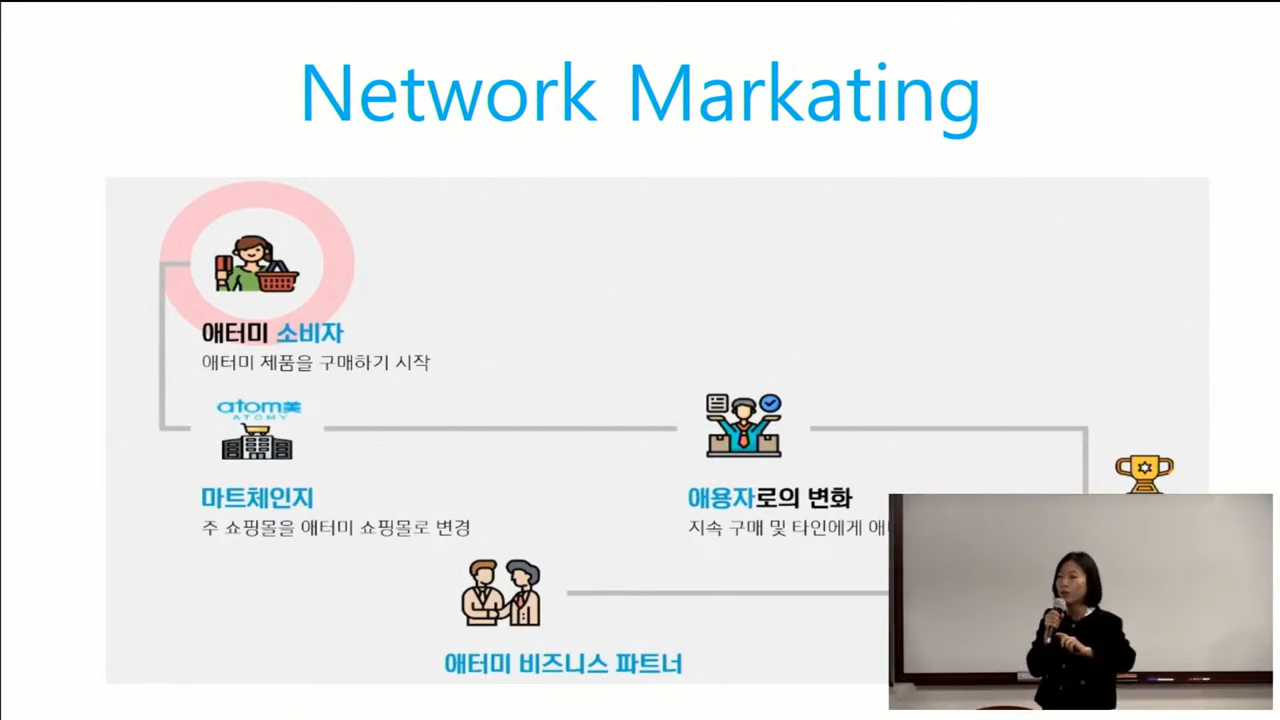 Network Markating
애터미 소비자
애터미 제품을 구매하기 시작
atom美
ATOMY
마트체인지
주 쇼핑몰을 애터미 쇼핑몰로 변경
애용자로의 변화
지속 구매 및 타인에게
애터미 비즈니스 파트너